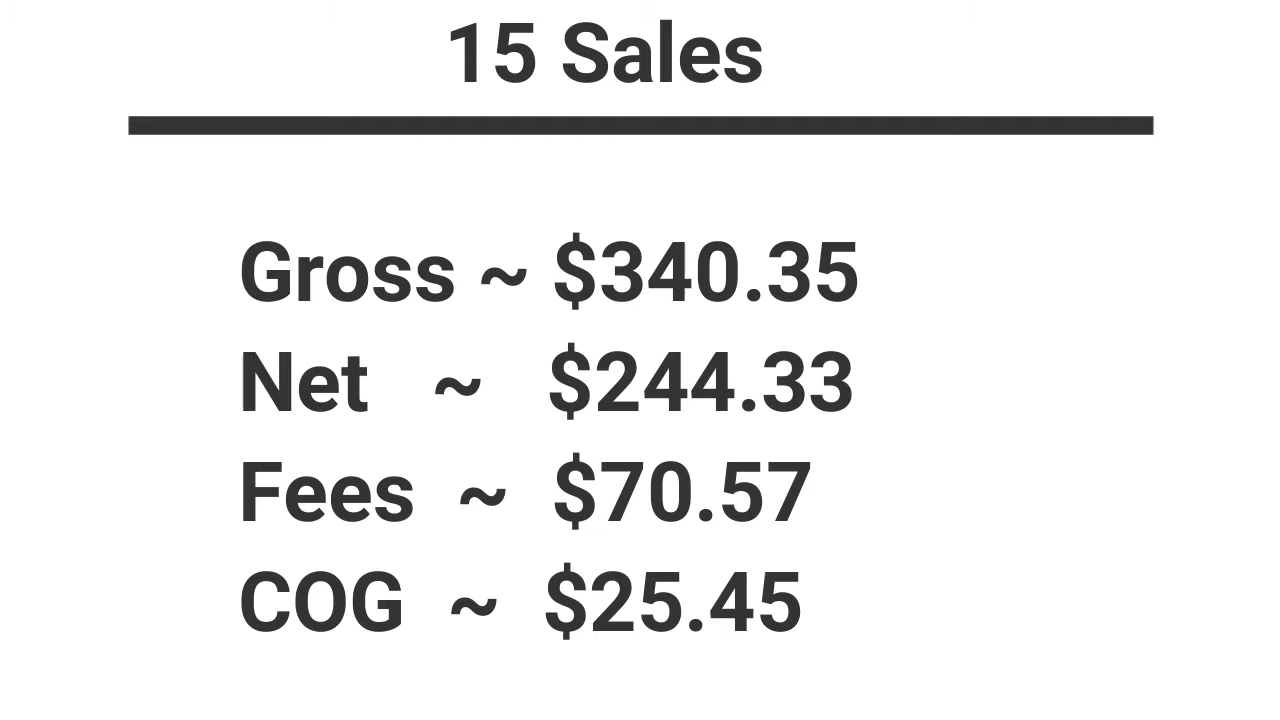 15 Sales
Gross ~ $340.35
Net ~ $244.33
Fees ~ $70.57
COG ~ $25.45